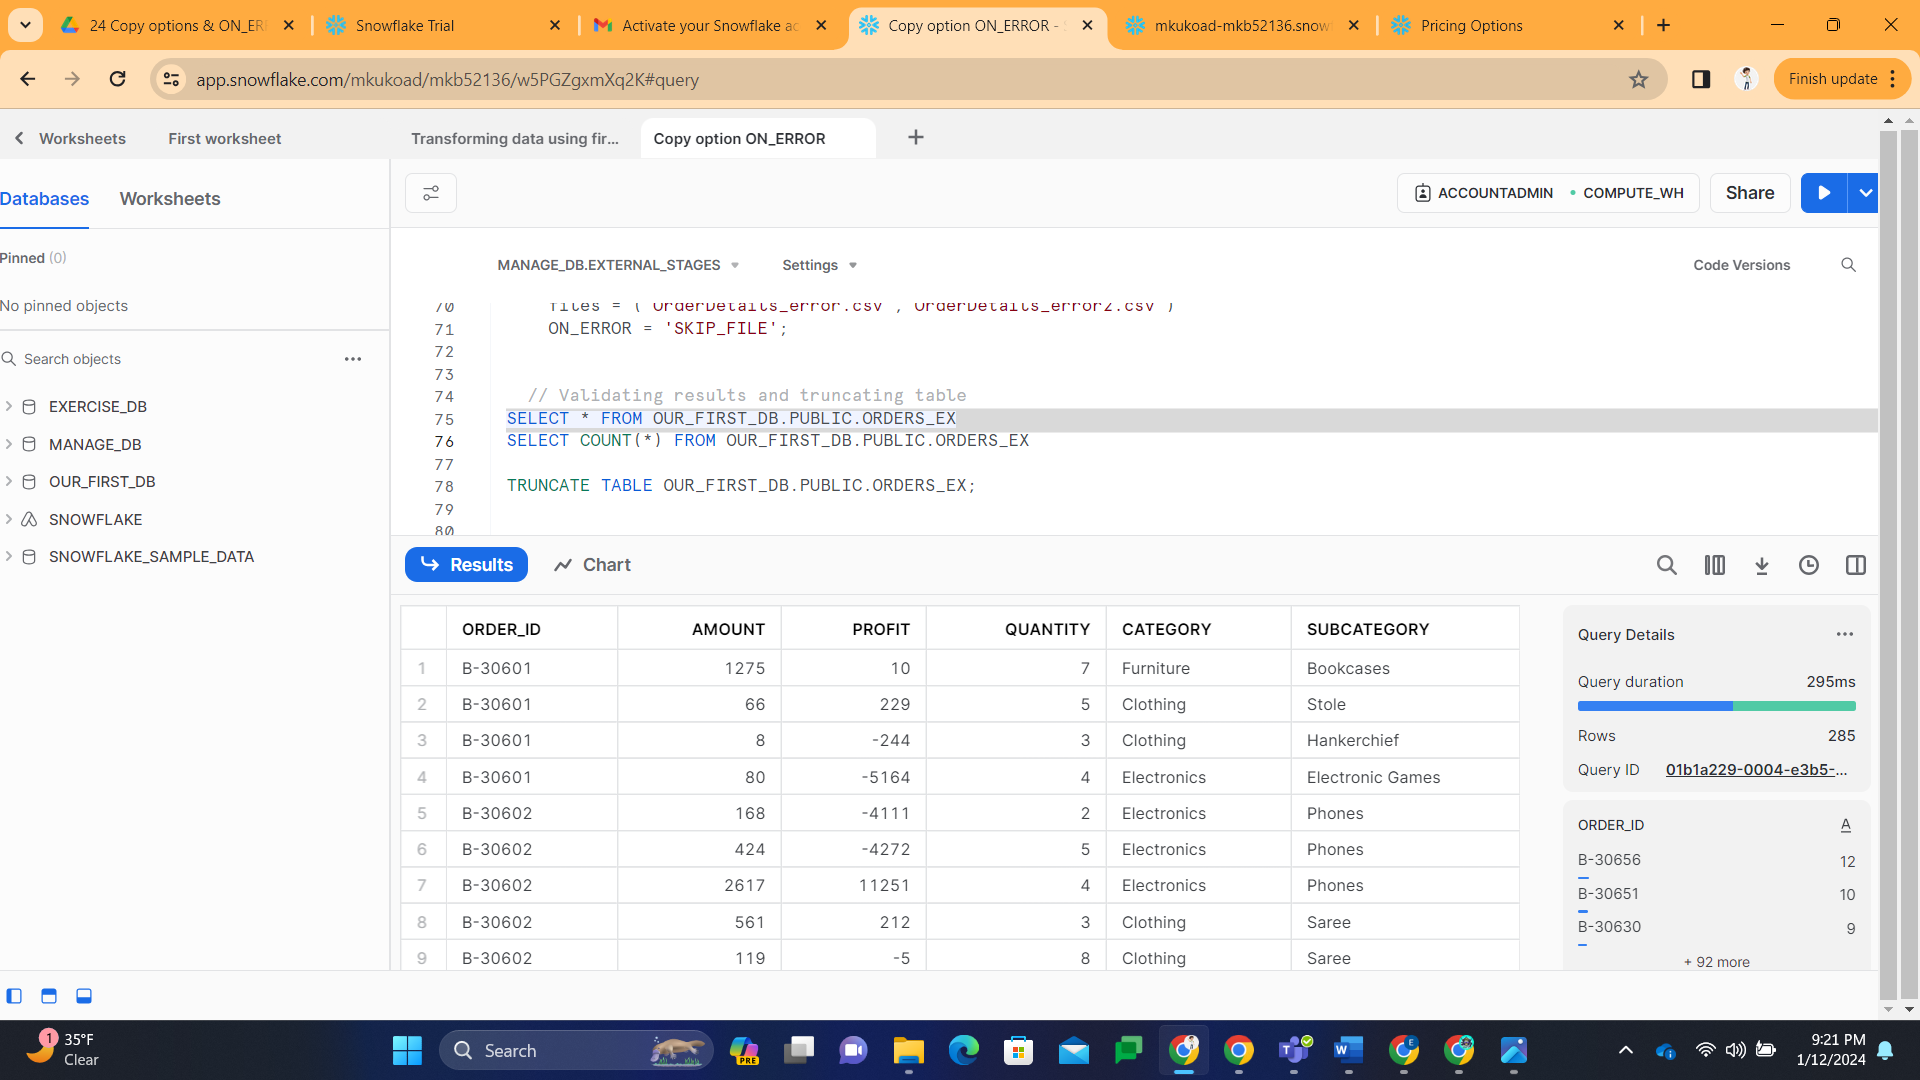 24 Copy options & ON_ER
Snowflake Trial
Activate your Snowflake ac
Copy option ON_ERROR - S
mkukoad-mkb52136.snow
Pricing Options
app.snowflake.com/mkukoad/mkb52136/w5PGZgxmXq2K#query
Finish update
Worksheets
First worksheet
Transforming data using fir...
Copy option ON_ERROR
Databases
Worksheets
ACCOUNTADMIN
COMPUTE_WH
Share
Pinned (0)
No pinned objects
MANAGE_DB.EXTERNAL_STAGES
Settings
Code Versions
Search objects
EXERCISE_DB
MANAGE_DB
OUR_FIRST_DB
SNOWFLAKE
SNOWFLAKE_SAMPLE_DATA
70 files = ('OrderDetails_error.csv','OrderDetails_error2.csv')
71 ON_ERROR = 'SKIP_FILE';
72
73
74 // Validating results and truncating table
75 SELECT * FROM OUR_FIRST_DB.PUBLIC.ORDERS_EX
76 SELECT COUNT(*) FROM OUR_FIRST_DB.PUBLIC.ORDERS_EX
77
78 TRUNCATE TABLE OUR_FIRST_DB.PUBLIC.ORDERS_EX;
79
80
Results
Chart
ORDER_ID AMOUNT PROFIT QUANTITY CATEGORY SUBCATEGORY
1 B-30601 1275 10 7 Furniture Bookcases
2 B-30601 66 229 5 Clothing Stole
3 B-30601 8 -244 3 Clothing Hankerchief
4 B-30601 80 -5164 4 Electronics Electronic Games
5 B-30602 168 -4111 2 Electronics Phones
6 B-30602 424 -4272 5 Electronics Phones
7 B-30602 2617 11251 4 Electronics Phones
8 B-30602 561 212 3 Clothing Saree
9 B-30602 119 -5 8 Clothing Saree
Query Details
Query duration 295ms
Rows 285
Query ID 01b1a229-0004-e3b5-...
ORDER_ID A
B-30656 12
B-30651 10
B-30630 9
+ 92 more
1
35°F
Clear
Search
PRE
9:21 PM
1/12/2024